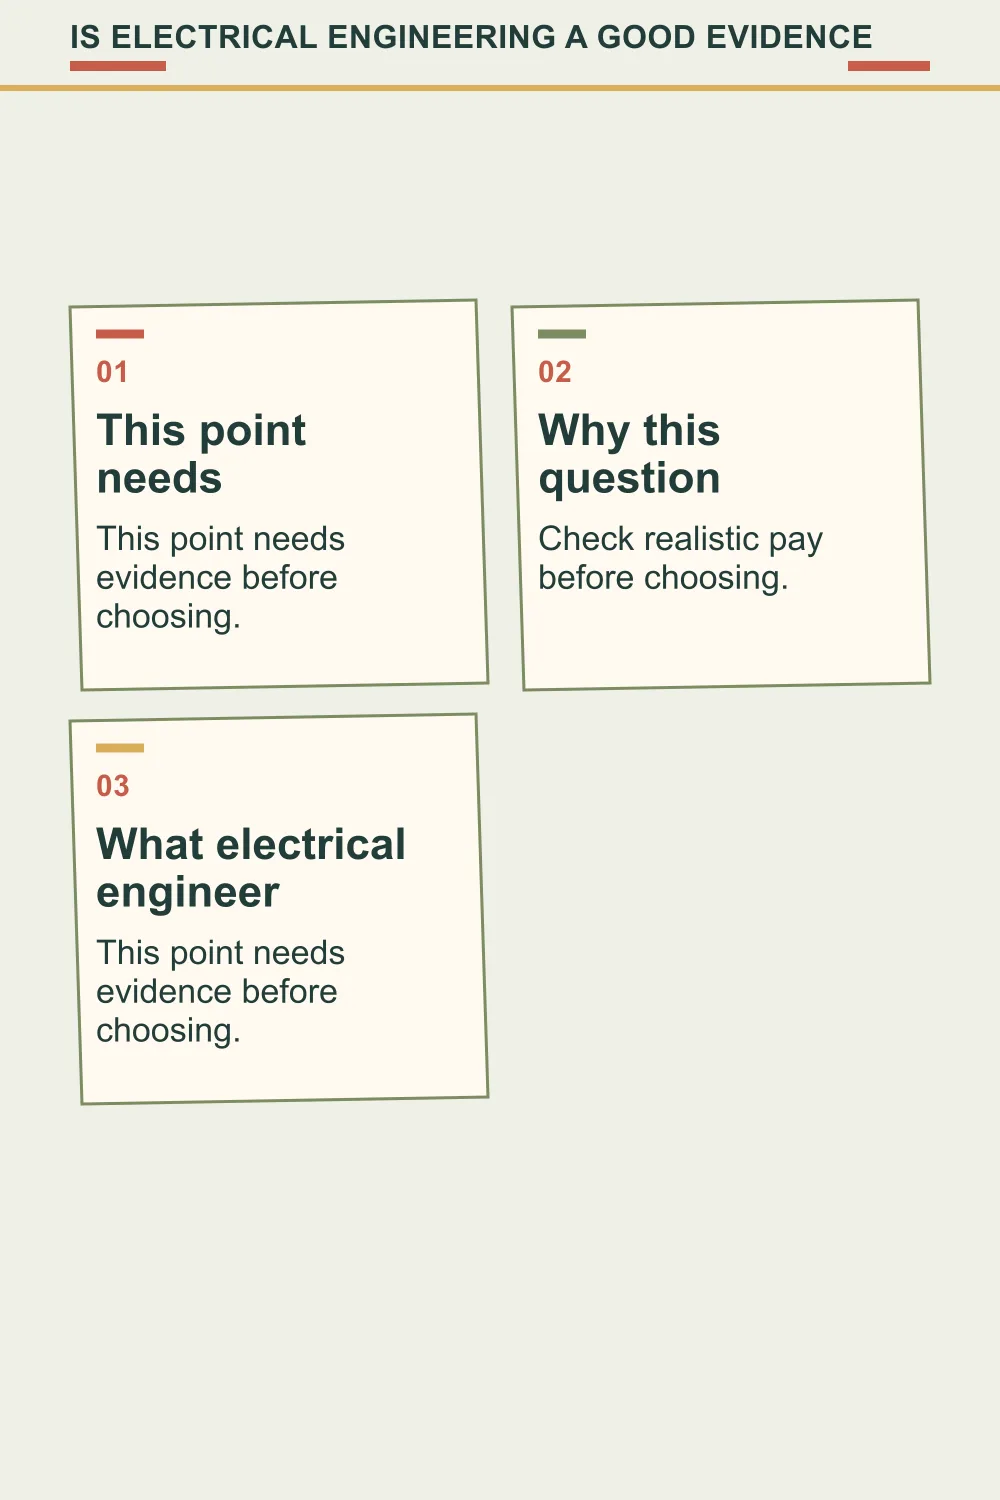 IS ELECTRICAL ENGINEERING A GOOD EVIDENCE
01
This point
needs
This point needs
evidence before
choosing.
02
Why this
question
Check realistic pay
before choosing.
03
What electrical
engineer
This point needs
evidence before
choosing.